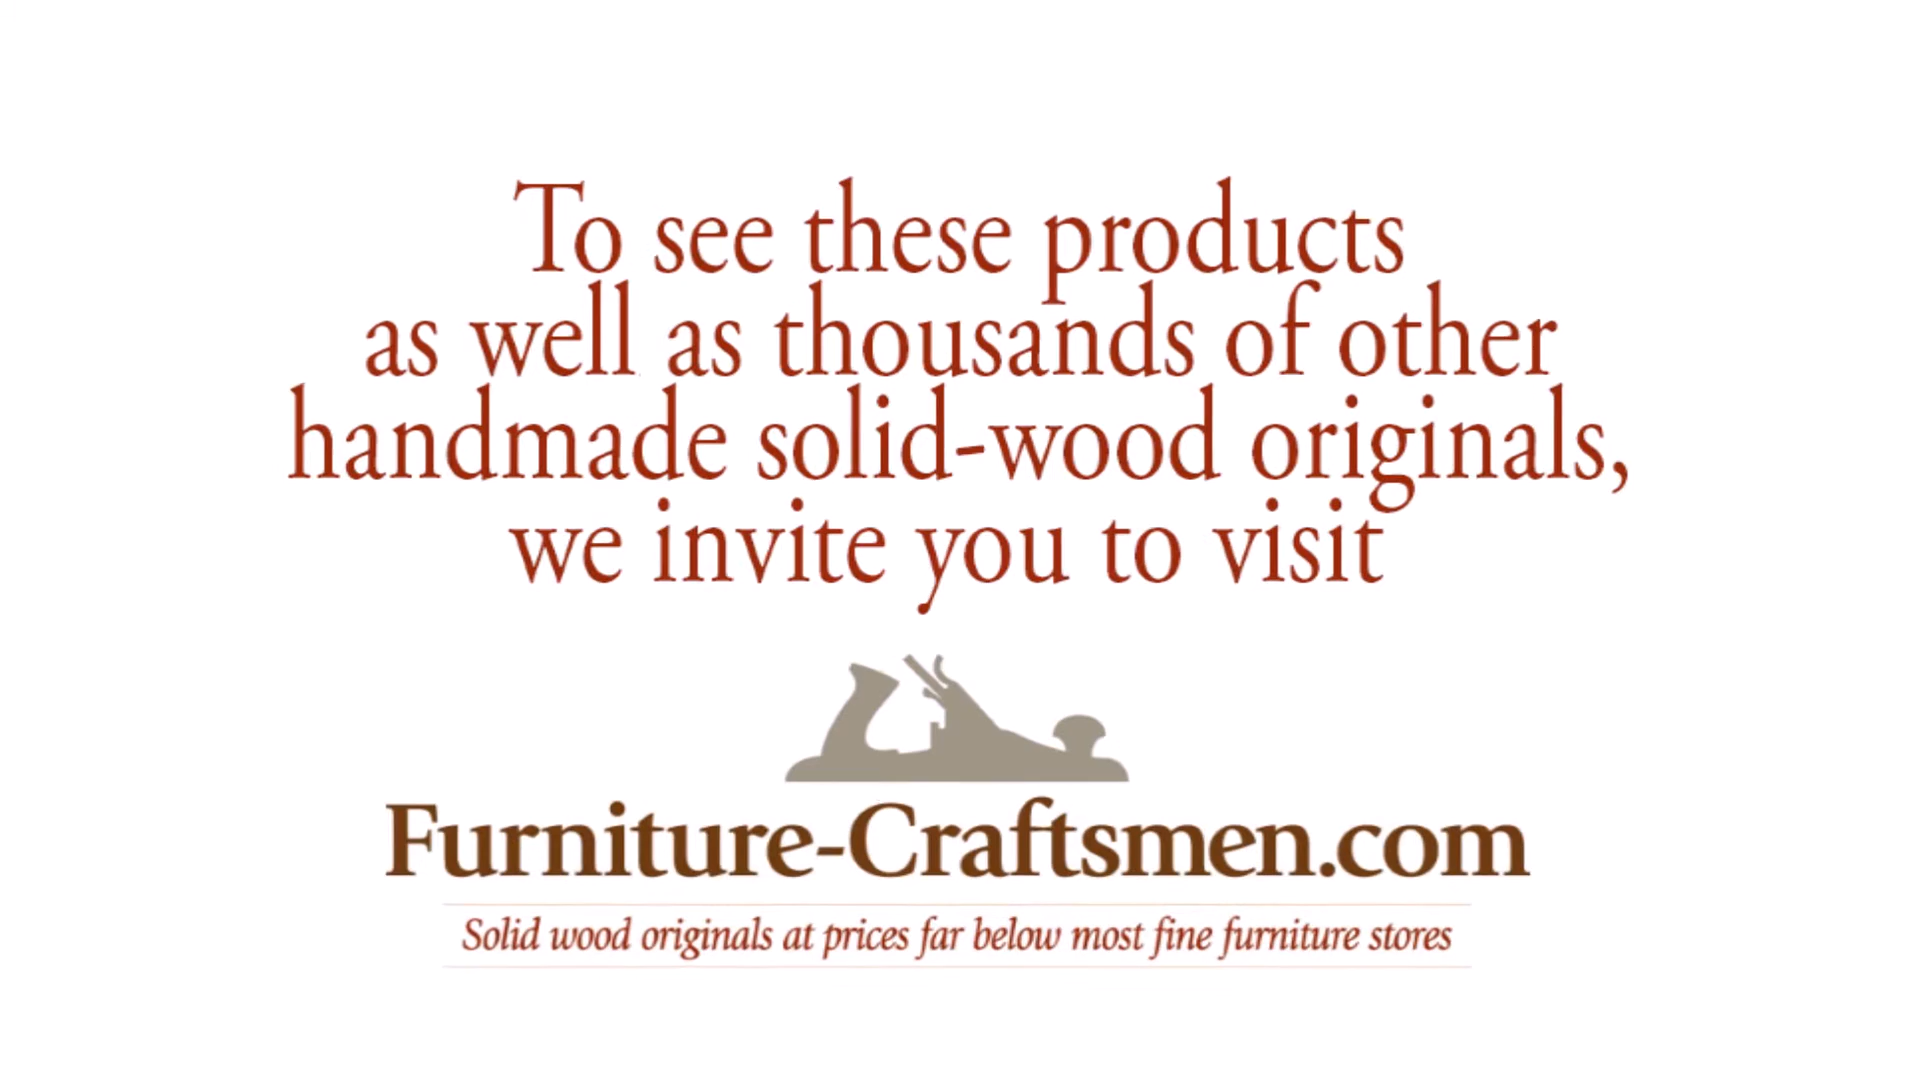 To see these products
as well as thousands of other
handmade solid-wood originals,
we invite you to visit
Furniture-Craftsmen.com
Solid wood originals at prices far below most fine furniture stores